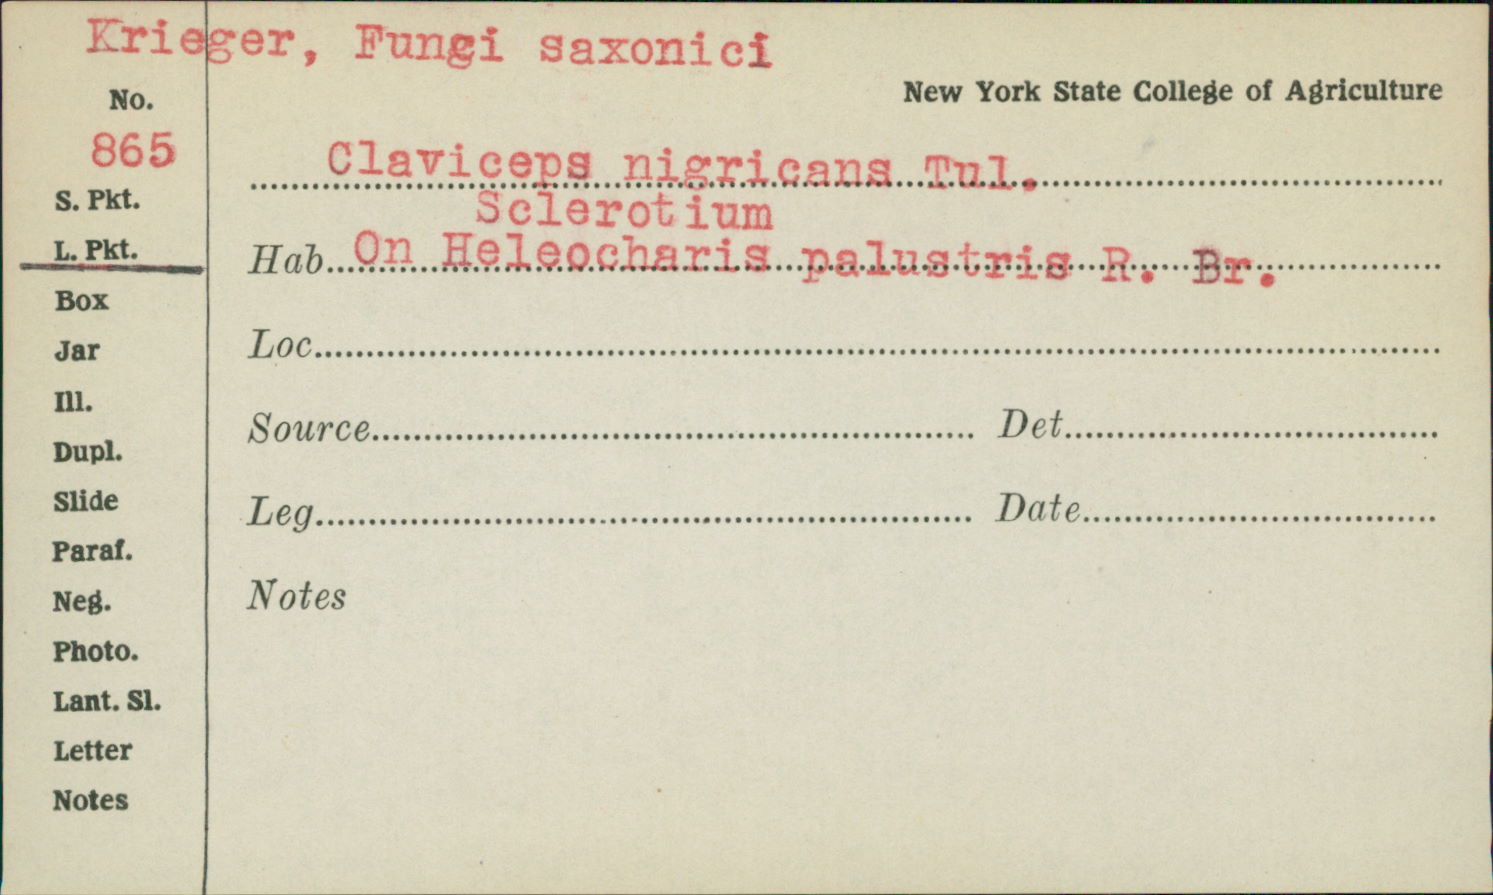 Krieger, Fungi saxonici
New York State College of Agriculture
No.
865
Claviceps nigricans Tul.
Sclerotium
S. Pkt.
L. Pkt.
Hab. On Heleocharis palustris R. Br.
Box
Jar
Loc.
Ill.
Source Det.
Dupl.
Slide
Leg. Date
Paraf.
Neg.
Notes
Photo.
Lant. Sl.
Letter
Notes